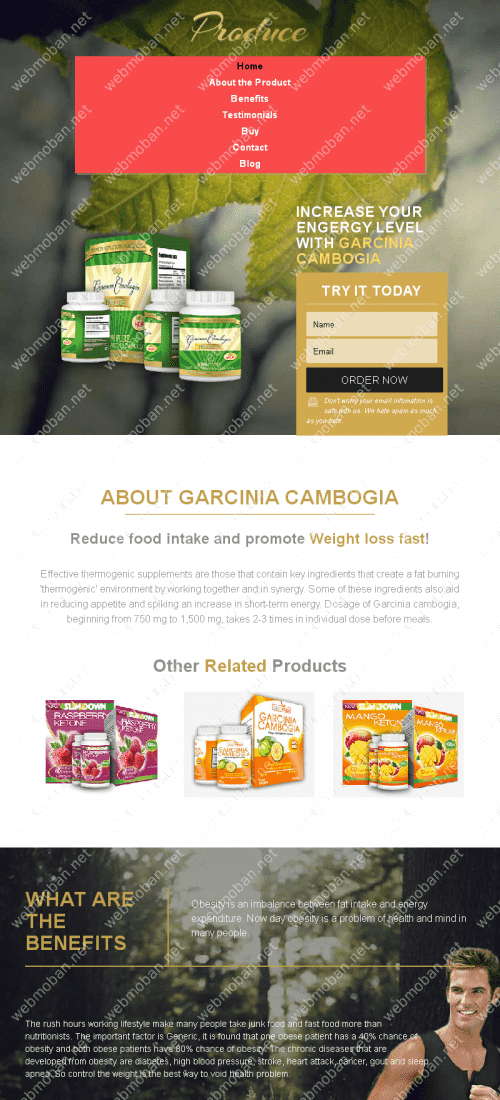 Produce
Home
About the Product
Benefits
Testimonials
Buy
Contact
Blog
INCREASE YOUR
ENGERGY LEVEL
WITH GARCINIA
CAMBOGIA
TRY IT TODAY
Name
Email
ORDER NOW
Don't worry your email infomation is
safe with us. We hate spam as much
as you hate.
ABOUT GARCINIA CAMBOGIA
Reduce food intake and promote Weight loss fast!
Effective thermogenic supplements are those that contain key ingredients that create a fat burning
'thermogenic' environment by working together and in synergy. Some of these ingredients also aid
in reducing appetite and spiking an increase in short-term energy. Dosage of Garcinia cambogia,
beginning from 750 mg to 1,500 mg, takes 2-3 times in individual dose before meals.
Other Related Products
SLIMDOWN
RASPBERRY
KETONE
RASPBERRY
KETONE
GARCINIA
CAMBOGIA
GARCINIA
CAMBOGIA
SLIMDOWN
MANGO
KETONE
MANGO
KETONE
WHAT ARE
THE
BENEFITS
Obesity is an imbalance between fat intake and energy
expenditure. Now day obesity is a problem of health and mind in
many people.
The rush hours working lifestyle make many people take junk food and fast food more than
nutritionists. The important factor is Generic, it is found that one obese patient has a 40% chance of
obesity and both obese patients have 80% chance of obesity. The chronic diseases that are
developed from obesity are diabetes, high blood pressure, stroke, heart attack, cancer, gout and sleep
apnea. So control the weight is the best way to void health problem.
webmoban.net